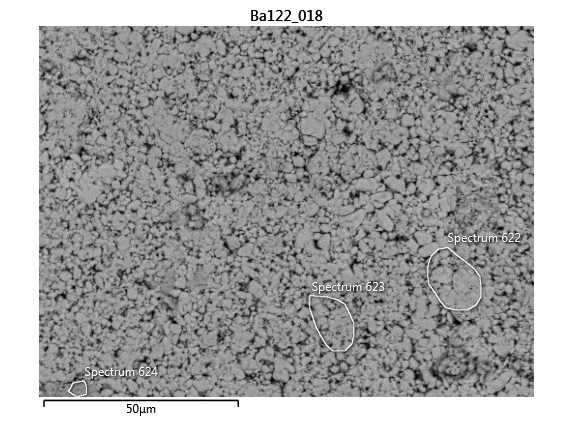 Ba122_018
Spectrum 622
Spectrum 623
Spectrum 624
50µm